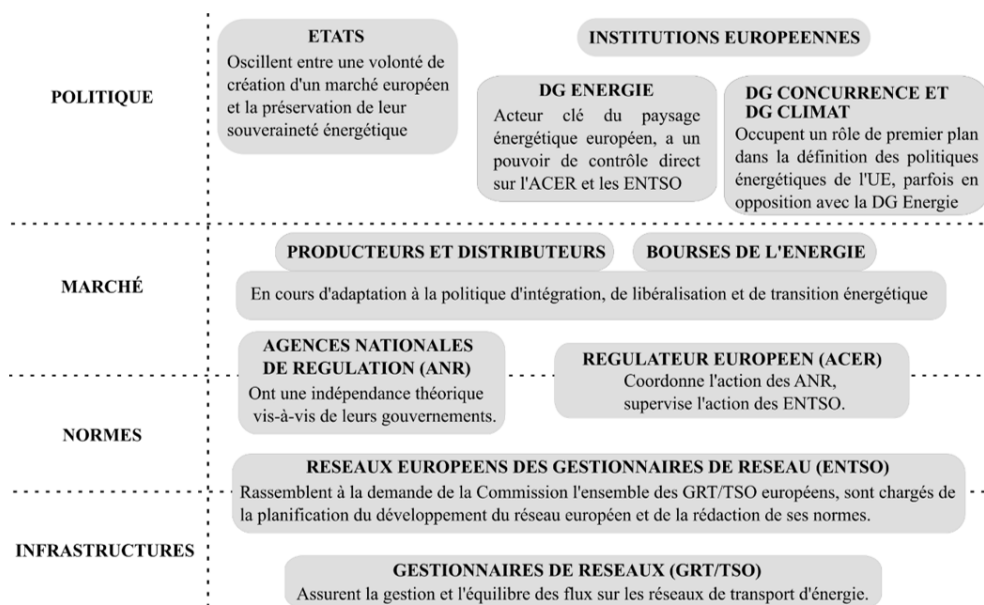 POLITIQUE
ETATS
Oscillent entre une volonté de
création d'un marché européen
et la préservation de leur
souveraineté énergétique
INSTITUTIONS EUROPEENNES
DG ENERGIE
Acteur clé du paysage
énergétique européen, a un
pouvoir de contrôle direct
sur l'ACER et les ENTSO
DG CONCURRENCE ET
DG CLIMAT
Occupent un rôle de premier plan
dans la définition des politiques
énergétiques de l'UE, parfois en
opposition avec la DG Energie
MARCHÉ
PRODUCTEURS ET DISTRIBUTEURS
BOURSES DE L'ENERGIE
En cours d'adaptation à la politique d'intégration, de libéralisation et de transition énergétique
AGENCES NATIONALES
DE REGULATION (ANR)
Ont une indépendance théorique
vis-à-vis de leurs gouvernements.
REGULATEUR EUROPEEN (ACER)
Coordonne l'action des ANR,
supervise l'action des ENTSO.
NORMES
RESEAUX EUROPEENS DES GESTIONNAIRES DE RESEAU (ENTSO)
Rassemblent à la demande de la Commission l'ensemble des GRT/TSO européens, sont chargés de
la planification du développement du réseau européen et de la rédaction de ses normes.
INFRASTRUCTURES
GESTIONNAIRES DE RESEAUX (GRT/TSO)
Assurent la gestion et l'équilibre des flux sur les réseaux de transport d'énergie.